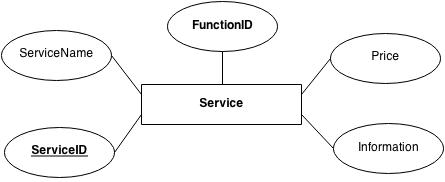 FunctionID
ServiceName
Price
Service
ServiceID
Information